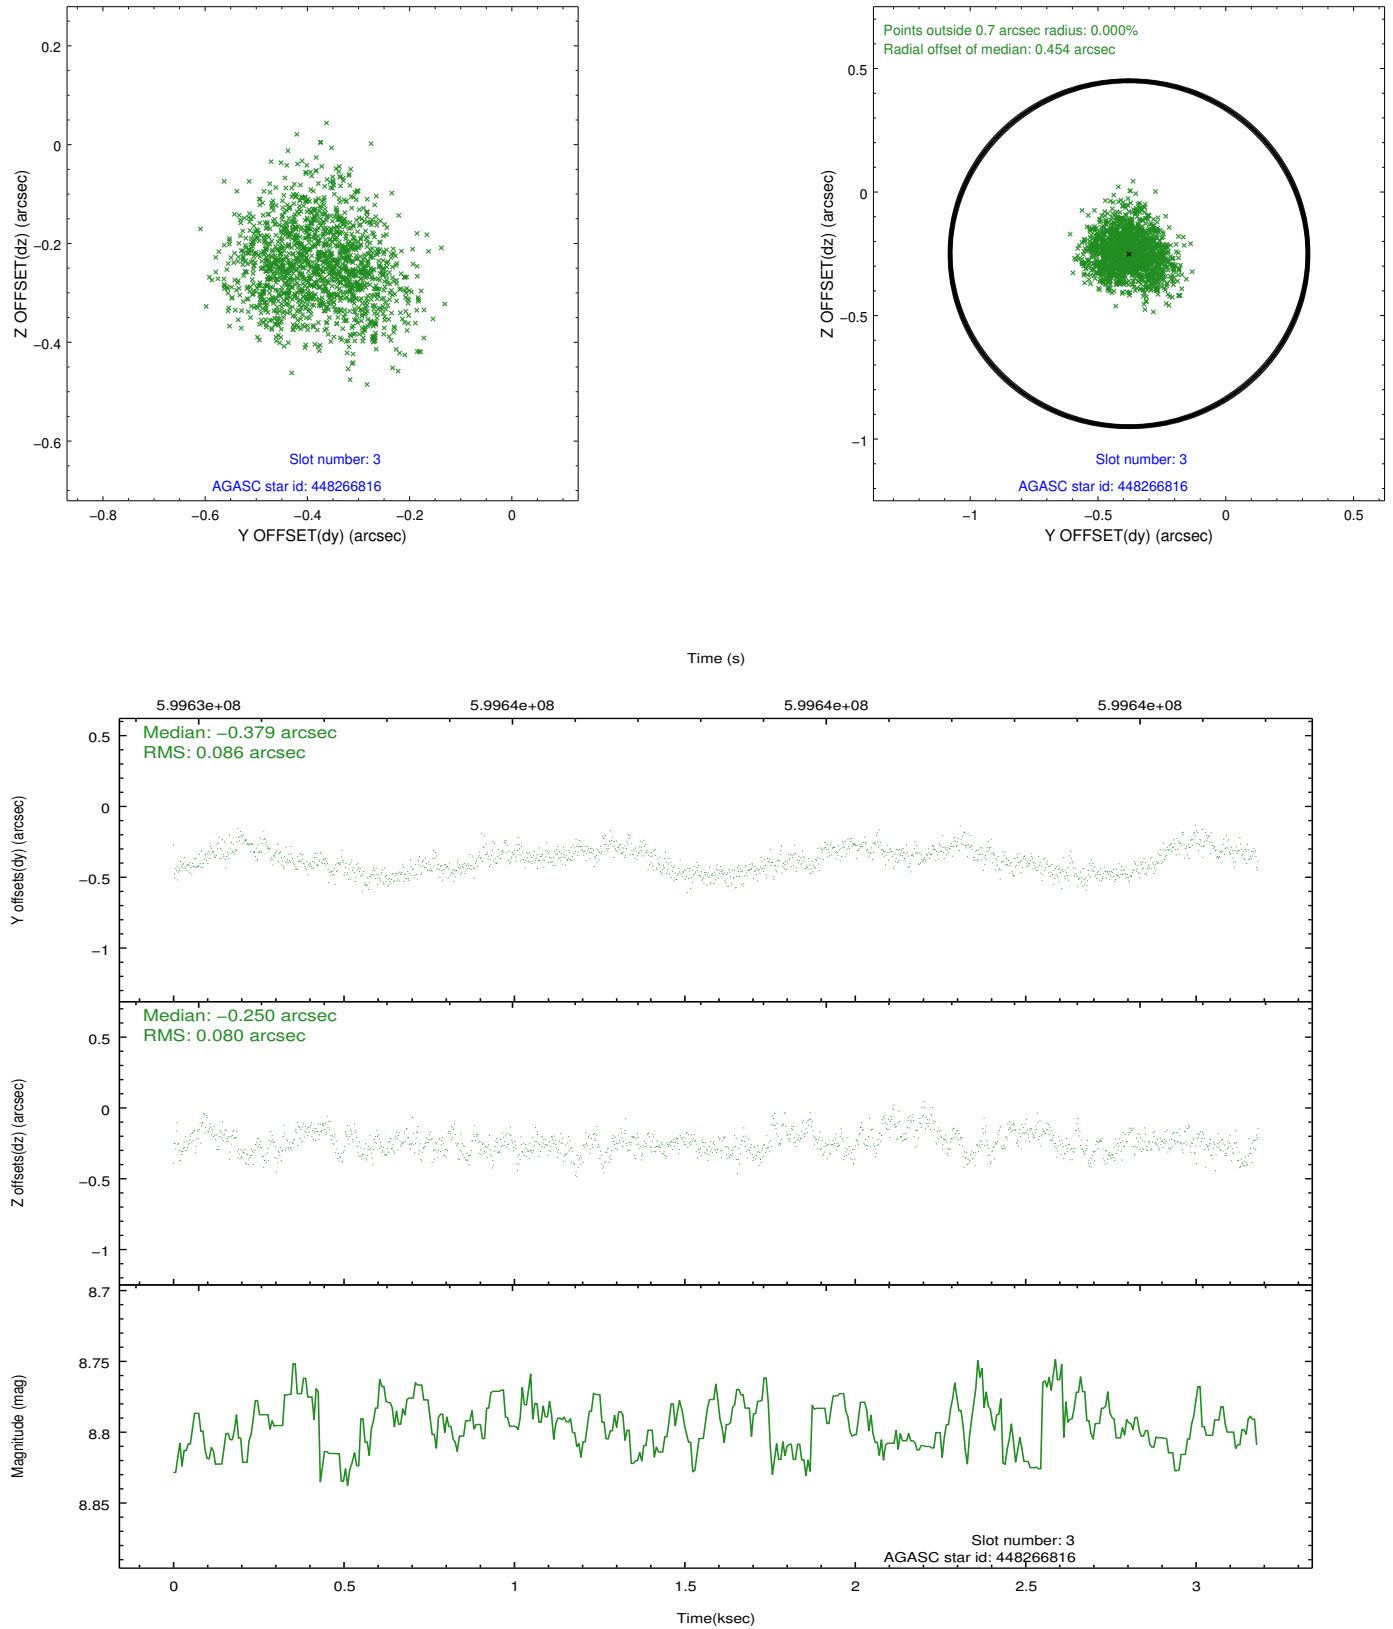 0.2
0
−0.2
−0.4
−0.6
Z OFFSET(dz) (arcsec)
Slot number: 3
AGASC star id: 448266816
−0.8
−0.6
−0.4
−0.2
0
Y OFFSET(dy) (arcsec)
Points outside 0.7 arcsec radius: 0.000%
Radial offset of median: 0.454 arcsec
0.5
0
−0.5
−1
Z OFFSET(dz) (arcsec)
Slot number: 3
AGASC star id: 448266816
−1
−0.5
0
0.5
Y OFFSET(dy) (arcsec)
Time (s)
5.9963e+08
5.9964e+08
5.9964e+08
5.9964e+08
Median: −0.379 arcsec
RMS: 0.086 arcsec
0.5
0
−0.5
−1
Y offsets(dy) (arcsec)
Median: −0.250 arcsec
RMS: 0.080 arcsec
0.5
0
−0.5
−1
Z offsets(dz) (arcsec)
8.7
8.75
8.8
8.85
Magnitude (mag)
Slot number: 3
AGASC star id: 448266816
0
0.5
1
1.5
2
2.5
3
Time(ksec)